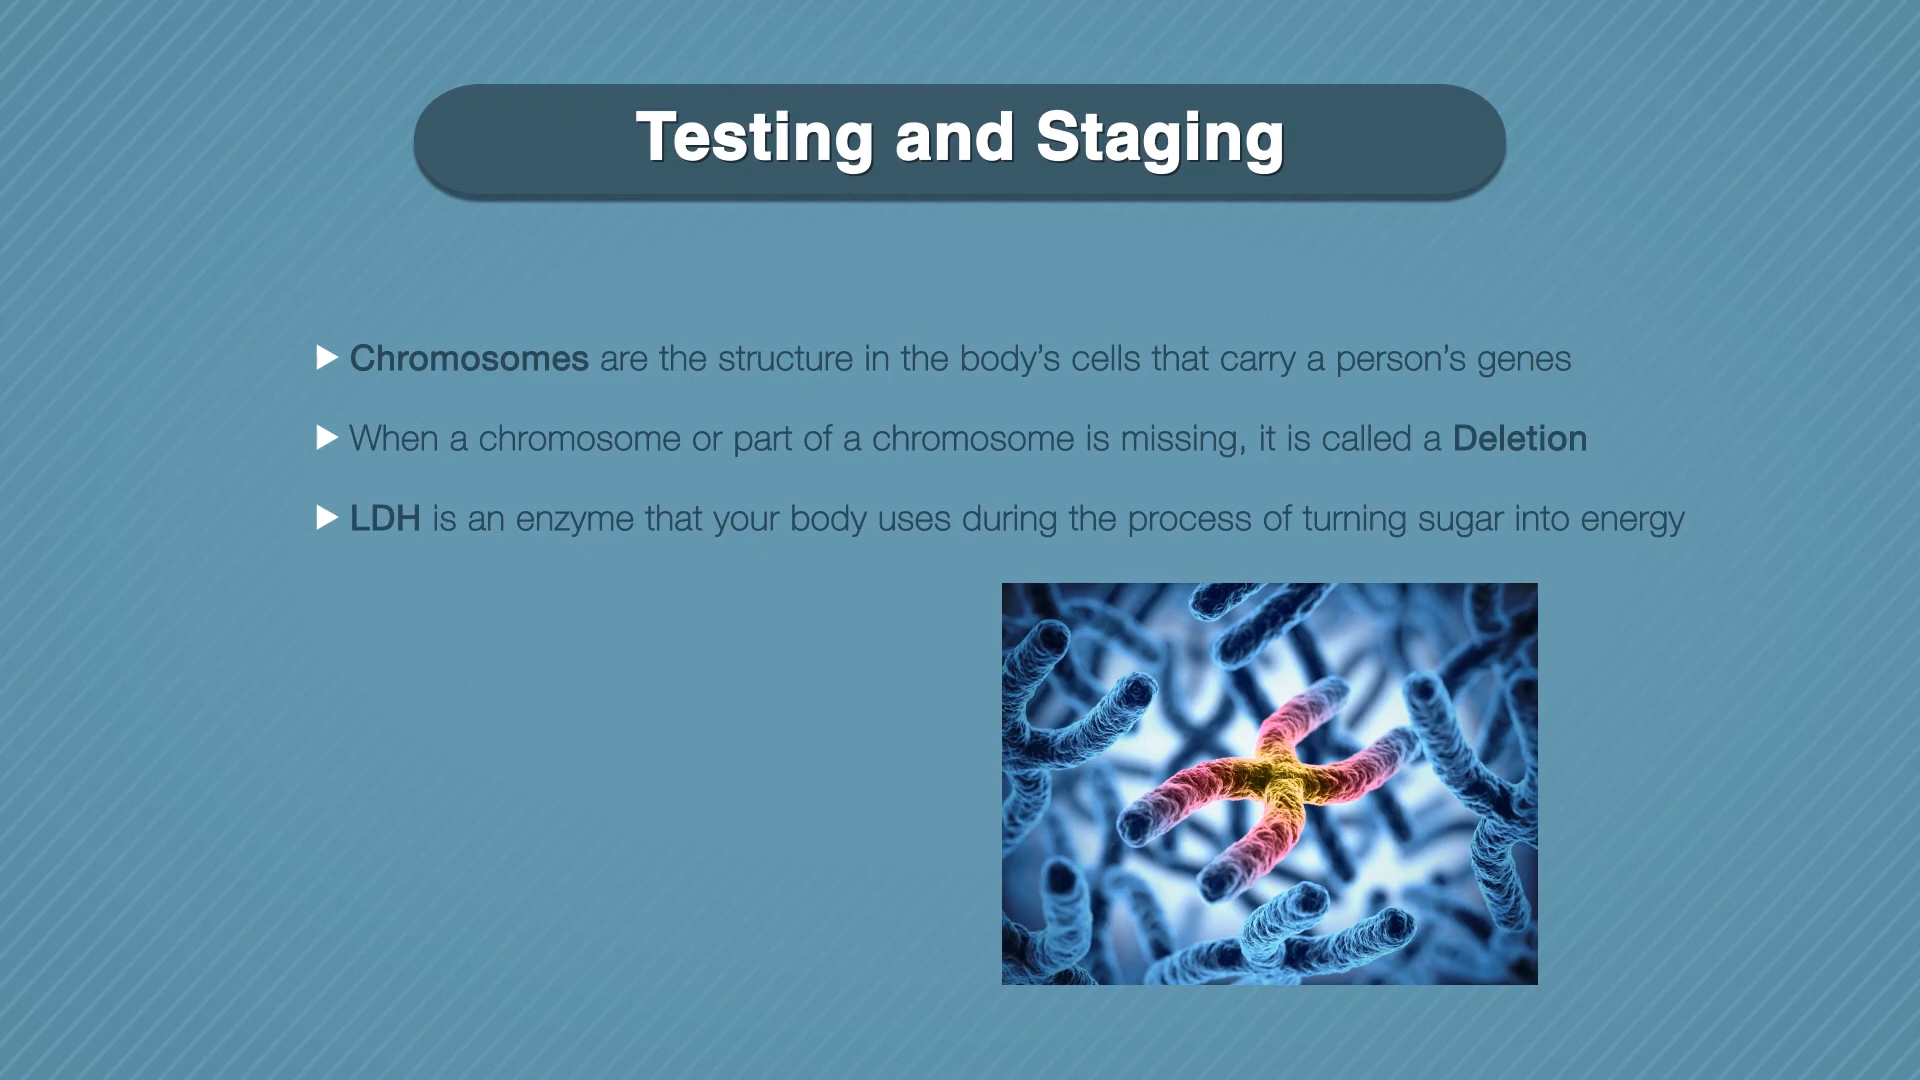 Testing and Staging
▶ Chromosomes are the structure in the body’s cells that carry a person’s genes
▶ When a chromosome or part of a chromosome is missing, it is called a Deletion
▶ LDH is an enzyme that your body uses during the process of turning sugar into energy